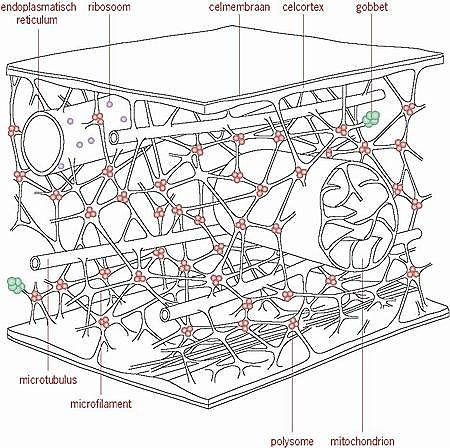 endoplasmatisch
reticulum
ribosoom
celmembraan
celcortex
gobbet
microtubulus
microfilament
polysome
mitochondrion